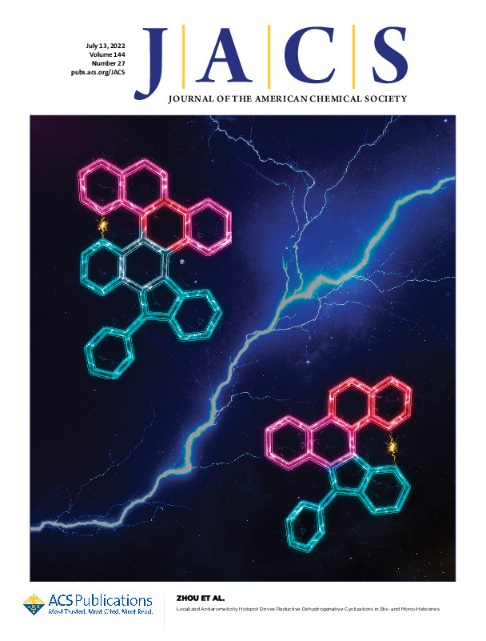 July 13, 2022
Volume 144
Number 27
pubs.acs.org/JACS
J|A|C|S
JOURNAL OF THE AMERICAN CHEMICAL SOCIETY
ACS Publications
Most Trusted. Most Cited. Most Read.
ZHOU ET AL.
Localized Antiaromaticity Hotspot Drives Reductive Dehydrogenative Cyclizations in Bis- and Mono-Helicenes